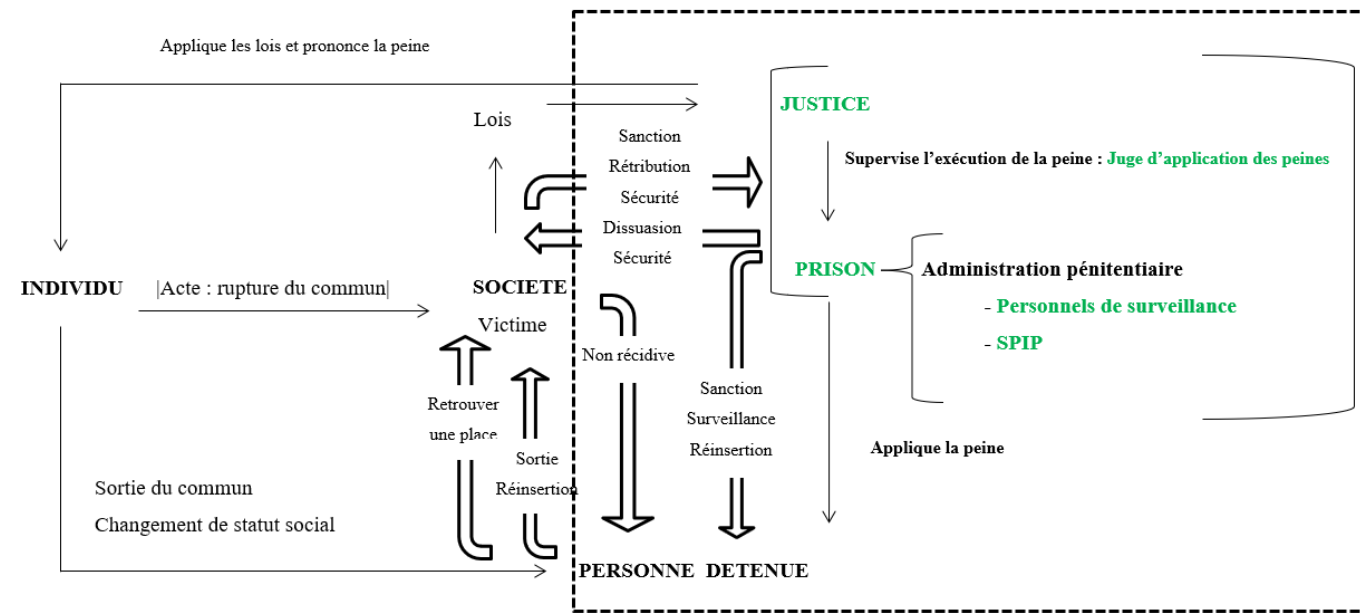 Applique les lois et prononce la peine
Lois
JUSTICE
Sanction
Rétribution
Sécurité
Dissuasion
Sécurité
Supervise l’exécution de la peine : Juge d’application des peines
INDIVIDU
|Acte : rupture du commun|
SOCIETE
Victime
PRISON
Administration pénitentiaire
- Personnels de surveillance
- SPIP
Non récidive
Retrouver
une place
Sortie
Réinsertion
Sanction
Surveillance
Réinsertion
Applique la peine
Sortie du commun
Changement de statut social
PERSONNE DETENUE